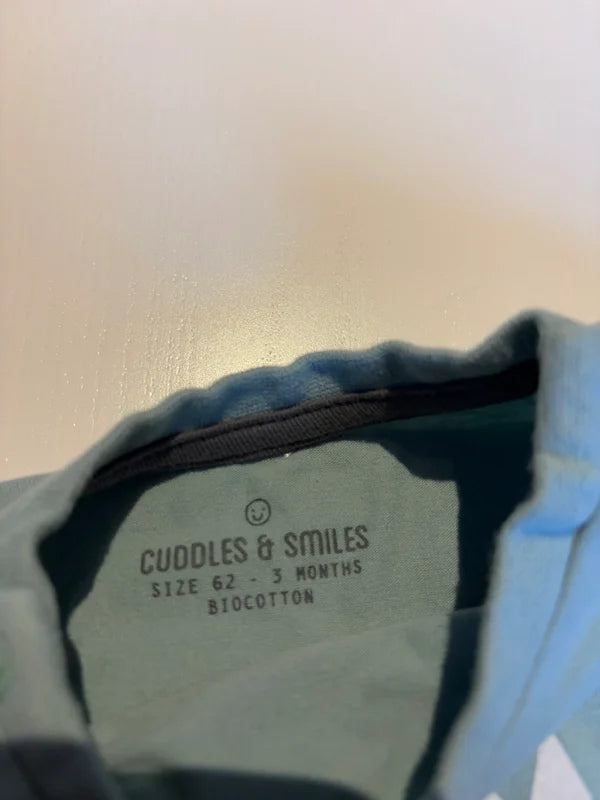 CUDDLES & SMILES
SIZE 62 - 3 MONTHS
BIOCOTTON